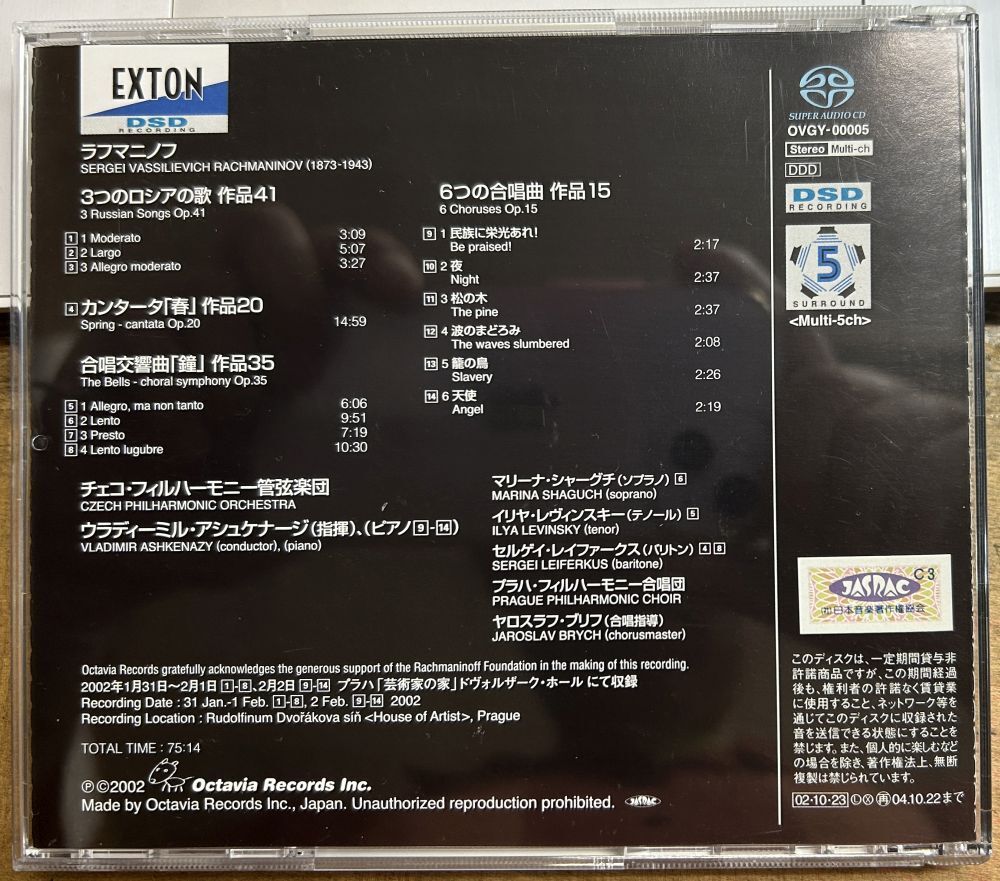 EXTON
DSD
RECORDING
ラフマニノフ
SERGEI VASSILIEVICH RACHMANINOV (1873-1943)
3つのロシアの歌 作品41
3 Russian Songs Op.41
1 1 Moderato 3:09
2 2 Largo 5:07
3 3 Allegro moderato 3:27
4 カンタータ「春」作品20
Spring - cantata Op.20 14:59
合唱交響曲「鐘」作品35
The Bells - choral symphony Op.35
5 1 Allegro, ma non tanto 6:06
6 2 Lento 9:51
7 3 Presto 7:19
8 4 Lento lugubre 10:30
6つの合唱曲 作品15
6 Choruses Op.15
9 1 民族に栄光あれ!
Be praised! 2:17
10 2 夜
Night 2:37
11 3 松の木
The pine 2:37
12 4 波のまどろみ
The waves slumbered 2:08
13 5 籠の鳥
Slavery 2:26
14 6 天使
Angel 2:19
チェコ・フィルハーモニー管弦楽団
CZECH PHILHARMONIC ORCHESTRA
ウラディーミル・アシュケナージ(指揮)、(ピアノ9-14)
VLADIMIR ASHKENAZY (conductor), (piano)
マリーナ・シャーグチ(ソプラノ) 6
MARINA SHAGUCH (soprano)
イリヤ・レヴィンスキー(テノール) 5
ILYA LEVINSKY (tenor)
セルゲイ・レイファークス(バリトン) 4 8
SERGEI LEIFERKUS (baritone)
プラハ・フィルハーモニー合唱団
PRAGUE PHILHARMONIC CHOIR
ヤロスラフ・ブリフ(合唱指導)
JAROSLAV BRYCH (chorusmaster)
Octavia Records gratefully acknowledges the generous support of the Rachmaninoff Foundation in the making of this recording.
2002年1月31日〜2月1日 1-8、2月2日 9-14 プラハ「芸術家の家」ドヴォルザーク・ホール にて収録
Recording Date : 31 Jan.-1 Feb. 1-8, 2 Feb. 9-14 2002
Recording Location : Rudolfinum Dvořákova síň <House of Artist>, Prague
TOTAL TIME : 75:14
℗©2002 Octavia Records Inc.
Made by Octavia Records Inc., Japan. Unauthorized reproduction prohibited. JASRAC
SUPER AUDIO CD
OVGY-00005
Stereo Multi-ch
DDD
DSD
RECORDING
5
SURROUND
<Multi-5ch>
C3
JASRAC
(社)日本音楽著作権協会
このディスクは、一定期間貸与非
許諾商品ですが、この期間経過
後も、権利者の許諾なく賃貸業
に使用すること、ネットワーク等を
通じてこのディスクに収録された
音を送信できる状態にすることを
禁じます。また、個人的に楽しむなど
の場合を除き、著作権法上、無断
複製は禁じられています。
02・10・23 Ⓛ Ⓧ ㊑ 04.10.22まで